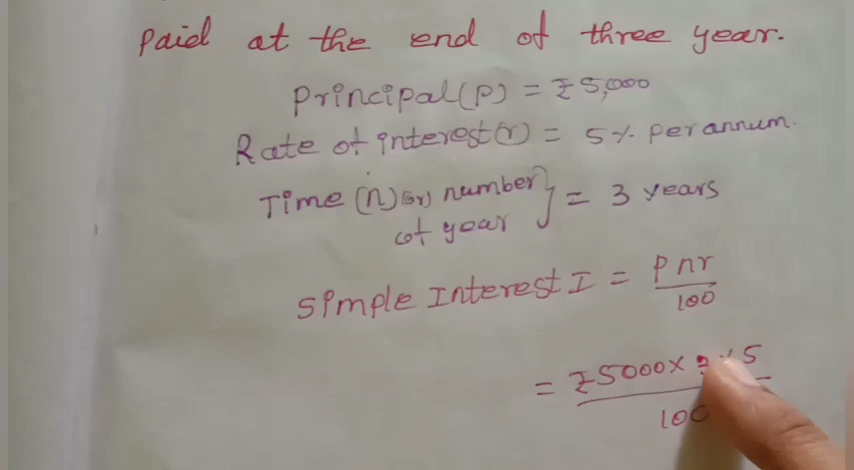 Paid at the end of three year.
Principal(P) = ₹5,000
Rate of interest(r) = 5% per annum.
Time (n)(or) number } = 3 years
of year
Simple Interest I = Pnr
100
= ₹5000× ×5
100